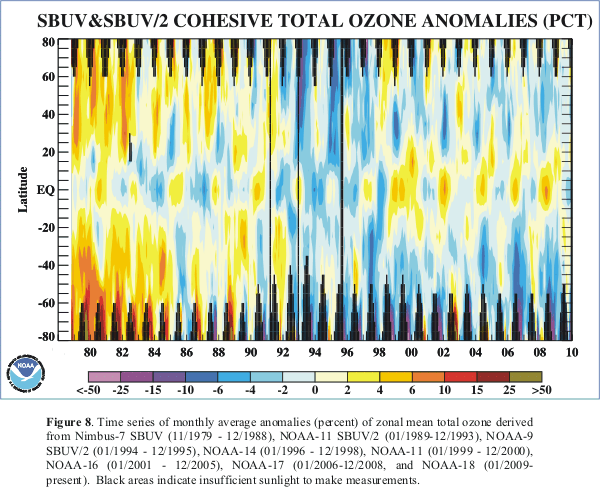 SBUV&SBUV/2 COHESIVE TOTAL OZONE ANOMALIES (PCT)
80
60
40
20
EQ
-20
-40
-60
-80
Latitude
80 82 84 86 88 90 92 94 96 98 00 02 04 06 08 10
NOAA
<-50 -25 -15 -10 -6 -4 -2 0 2 4 6 10 15 25 >50
Figure 8. Time series of monthly average anomalies (percent) of zonal mean total ozone derived
from Nimbus-7 SBUV (11/1979 - 12/1988), NOAA-11 SBUV/2 (01/1989-12/1993), NOAA-9
SBUV/2 (01/1994 - 12/1995), NOAA-14 (01/1996 - 12/1998), NOAA-11 (01/1999 - 12/2000),
NOAA-16 (01/2001 - 12/2005), NOAA-17 (01/2006-12/2008, and NOAA-18 (01/2009-
present). Black areas indicate insufficient sunlight to make measurements.